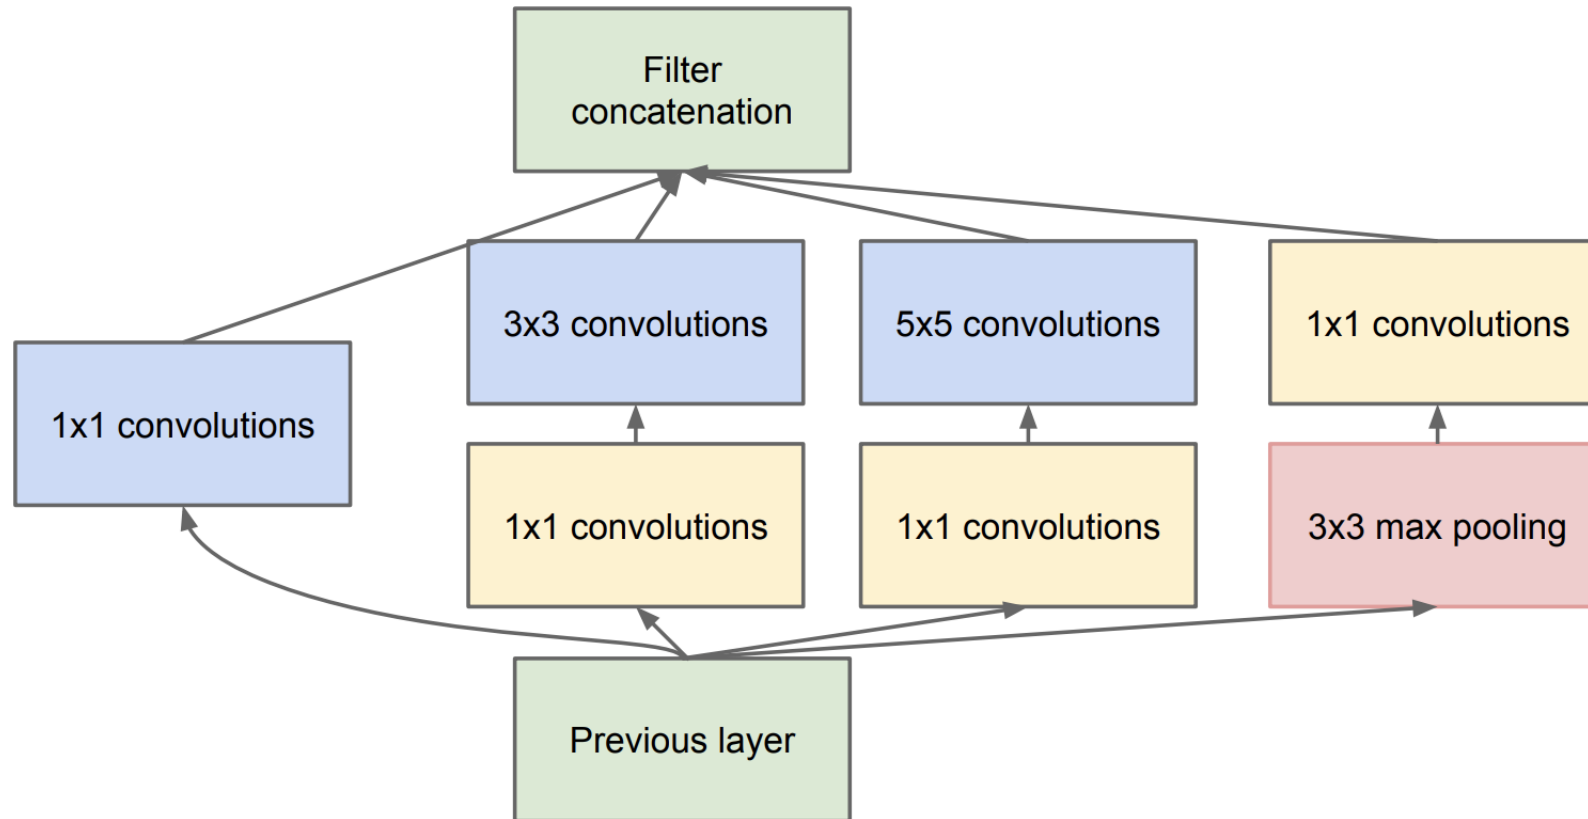 Filter
concatenation
3x3 convolutions
5x5 convolutions
1x1 convolutions
1x1 convolutions
1x1 convolutions
1x1 convolutions
3x3 max pooling
Previous layer